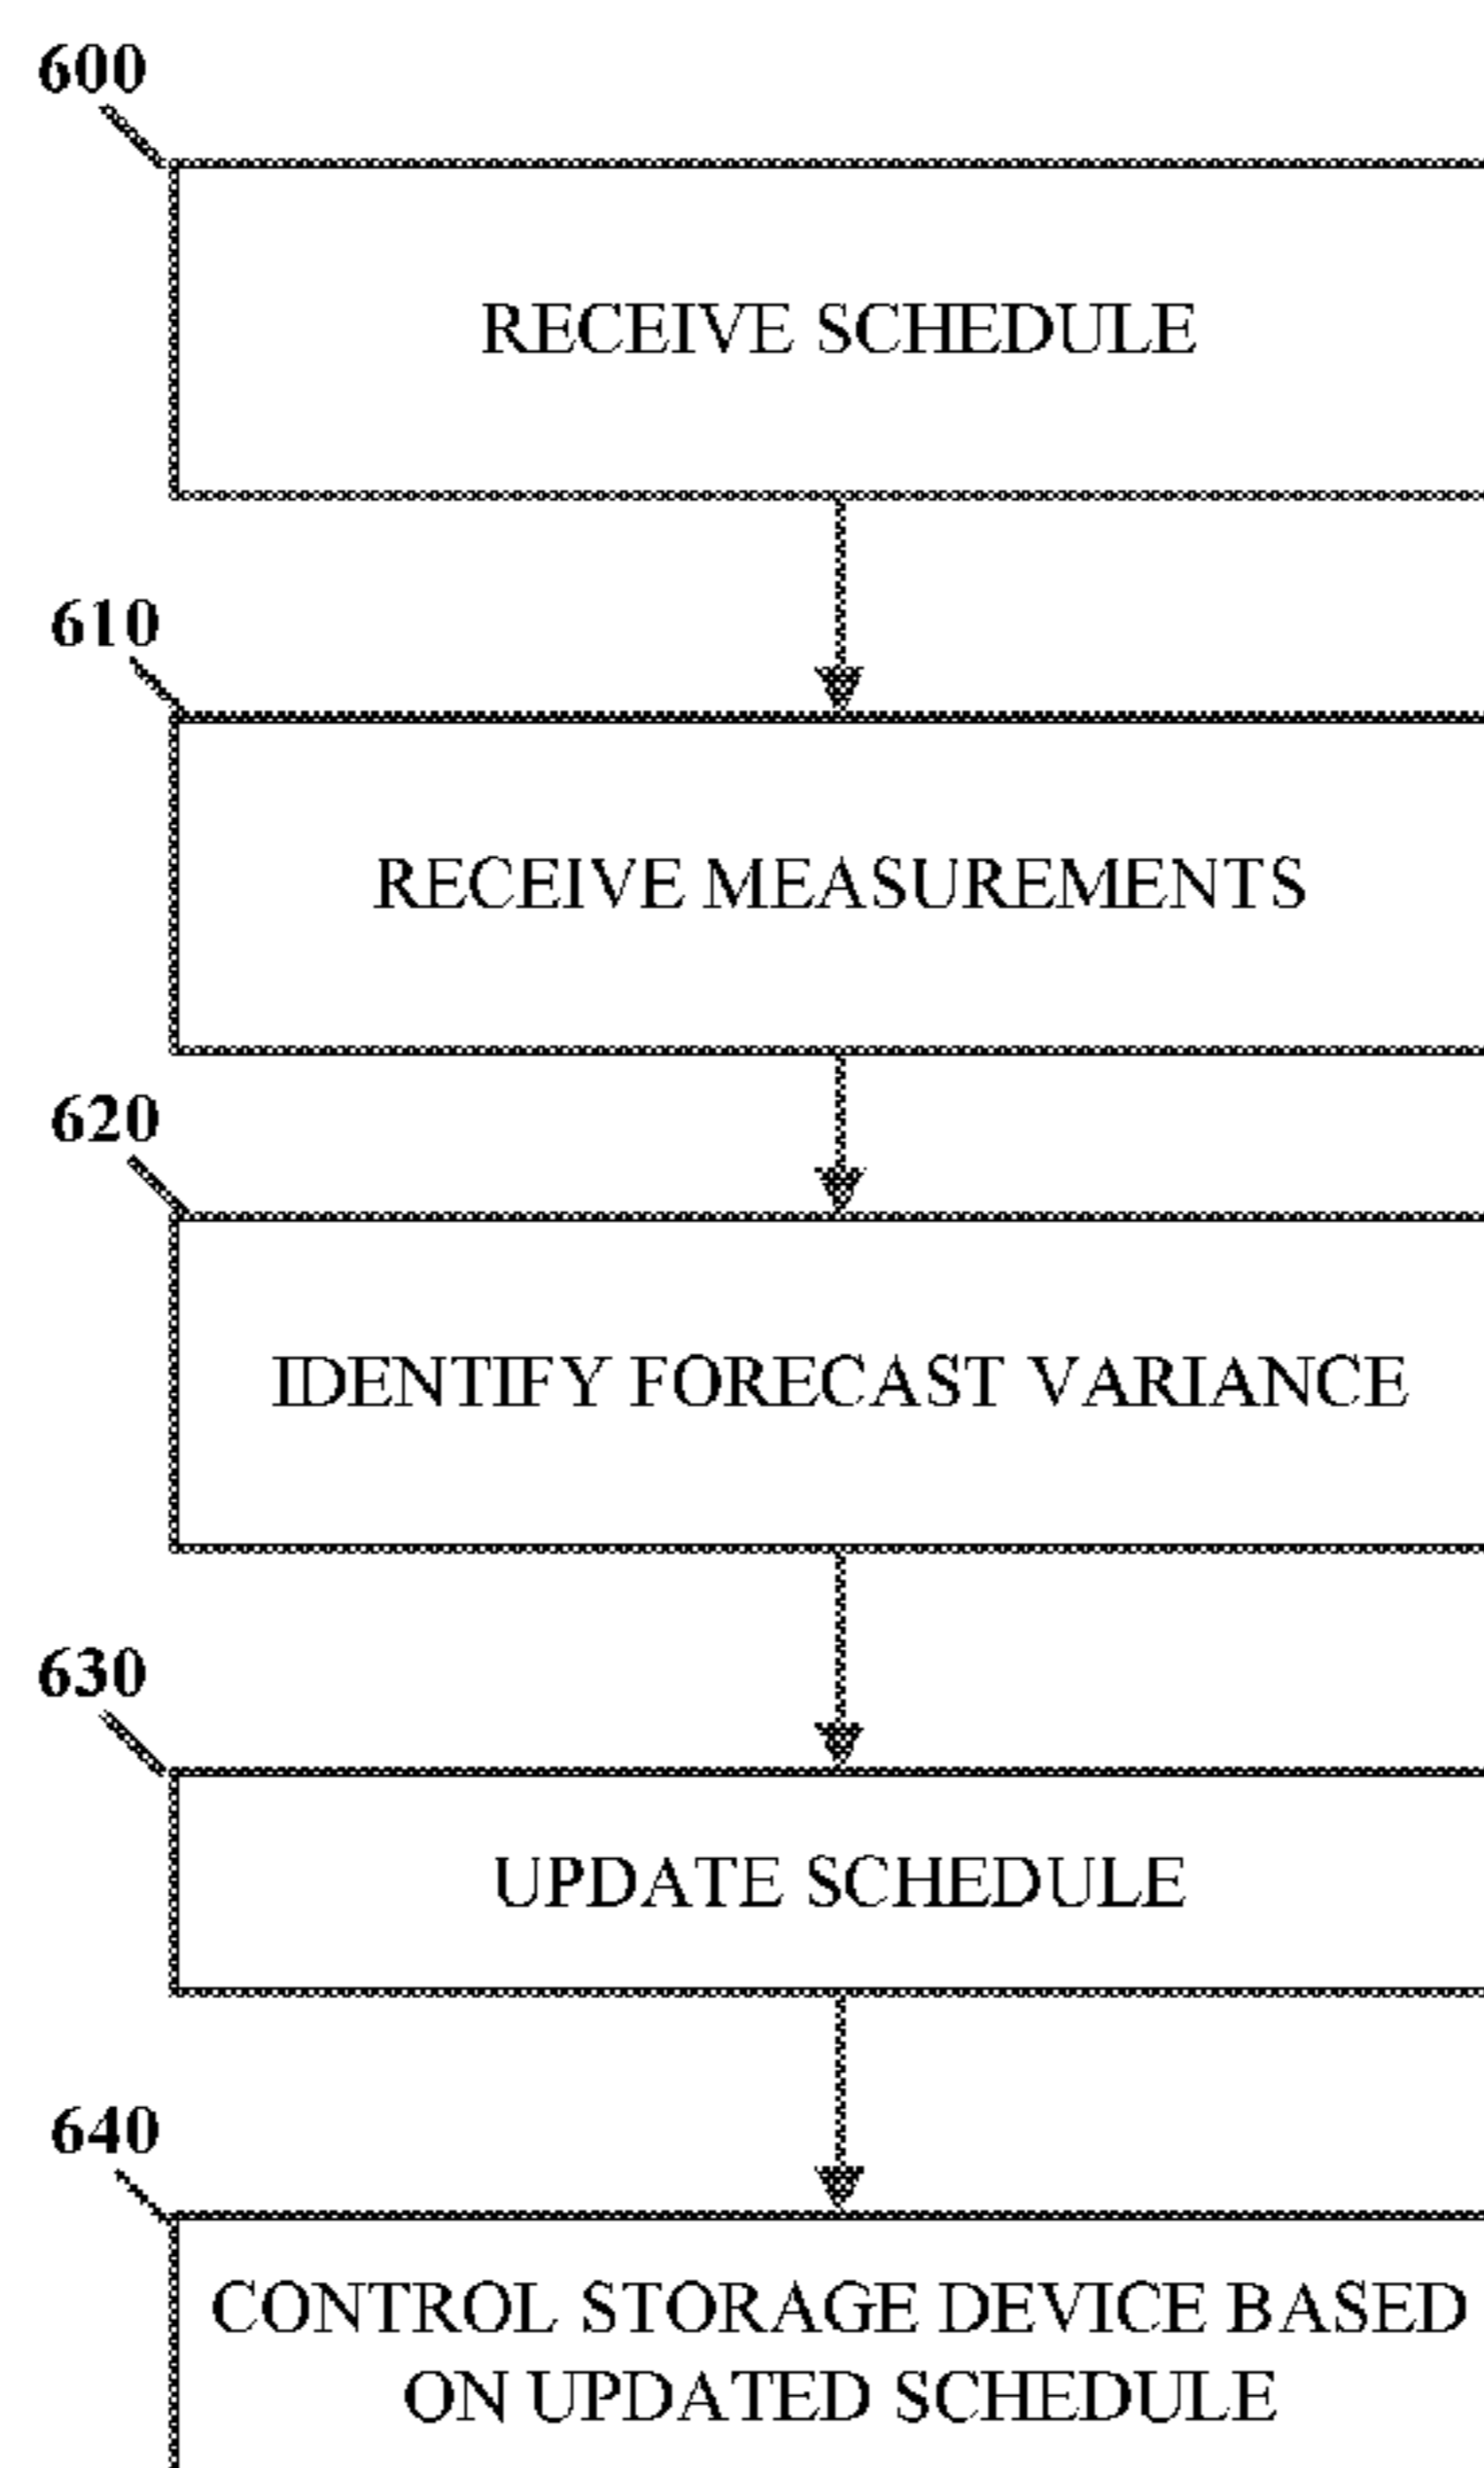 600
RECEIVE SCHEDULE
610
RECEIVE MEASUREMENTS
620
IDENTIFY FORECAST VARIANCE
630
UPDATE SCHEDULE
640
CONTROL STORAGE DEVICE BASED
ON UPDATED SCHEDULE